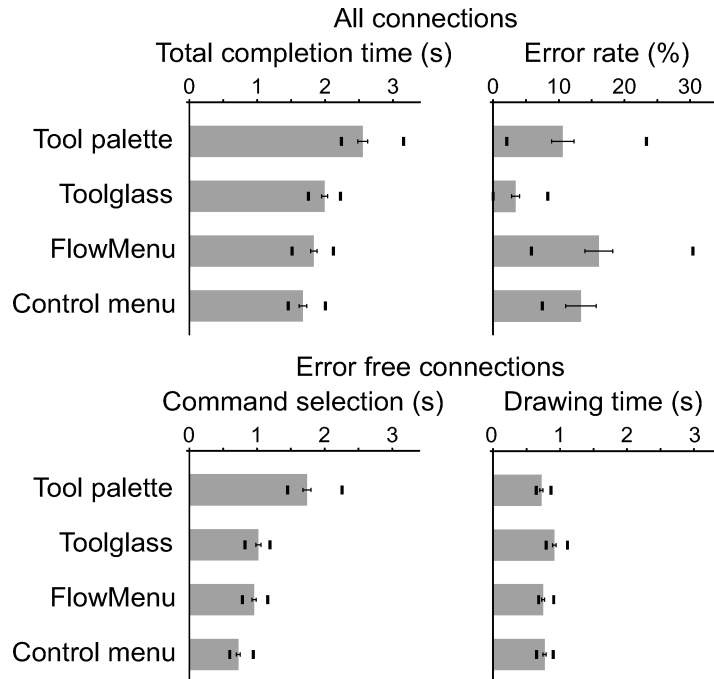 All connections
Total completion time (s) Error rate (%)
0 1 2 3 0 10 20 30
Tool palette
Toolglass
FlowMenu
Control menu
Error free connections
Command selection (s) Drawing time (s)
0 1 2 3 0 1 2 3
Tool palette
Toolglass
FlowMenu
Control menu